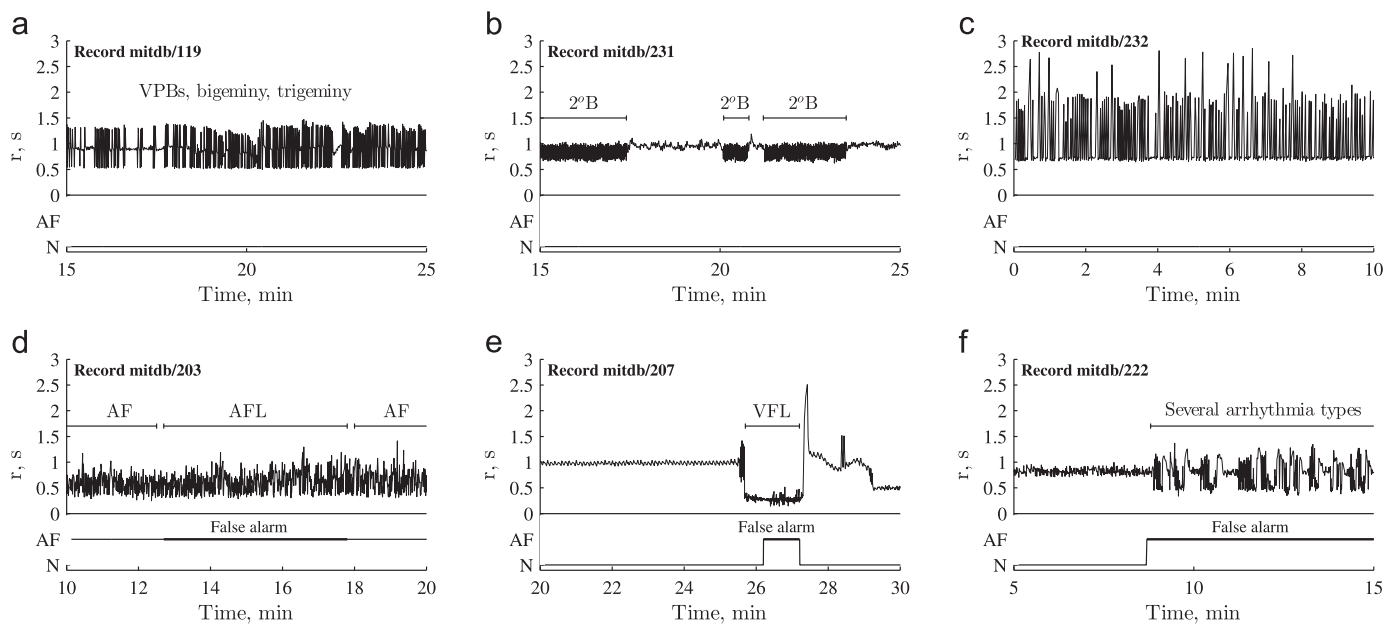 a
Record mitdb/119
VPBs, bigeminy, trigeminy
3
2.5
2
1.5
1
0.5
0
r, s
AF
N
15 20 25
Time, min
b
Record mitdb/231
2ºB 2ºB 2ºB
3
2.5
2
1.5
1
0.5
0
r, s
AF
N
15 20 25
Time, min
c
Record mitdb/232
3
2.5
2
1.5
1
0.5
0
r, s
AF
N
0 2 4 6 8 10
Time, min
d
Record mitdb/203
AF AFL AF
3
2.5
2
1.5
1
0.5
0
r, s
False alarm
AF
N
10 12 14 16 18 20
Time, min
e
Record mitdb/207
VFL
3
2.5
2
1.5
1
0.5
0
r, s
False alarm
AF
N
20 22 24 26 28 30
Time, min
f
Record mitdb/222
Several arrhythmia types
3
2.5
2
1.5
1
0.5
0
r, s
False alarm
AF
N
5 10 15
Time, min